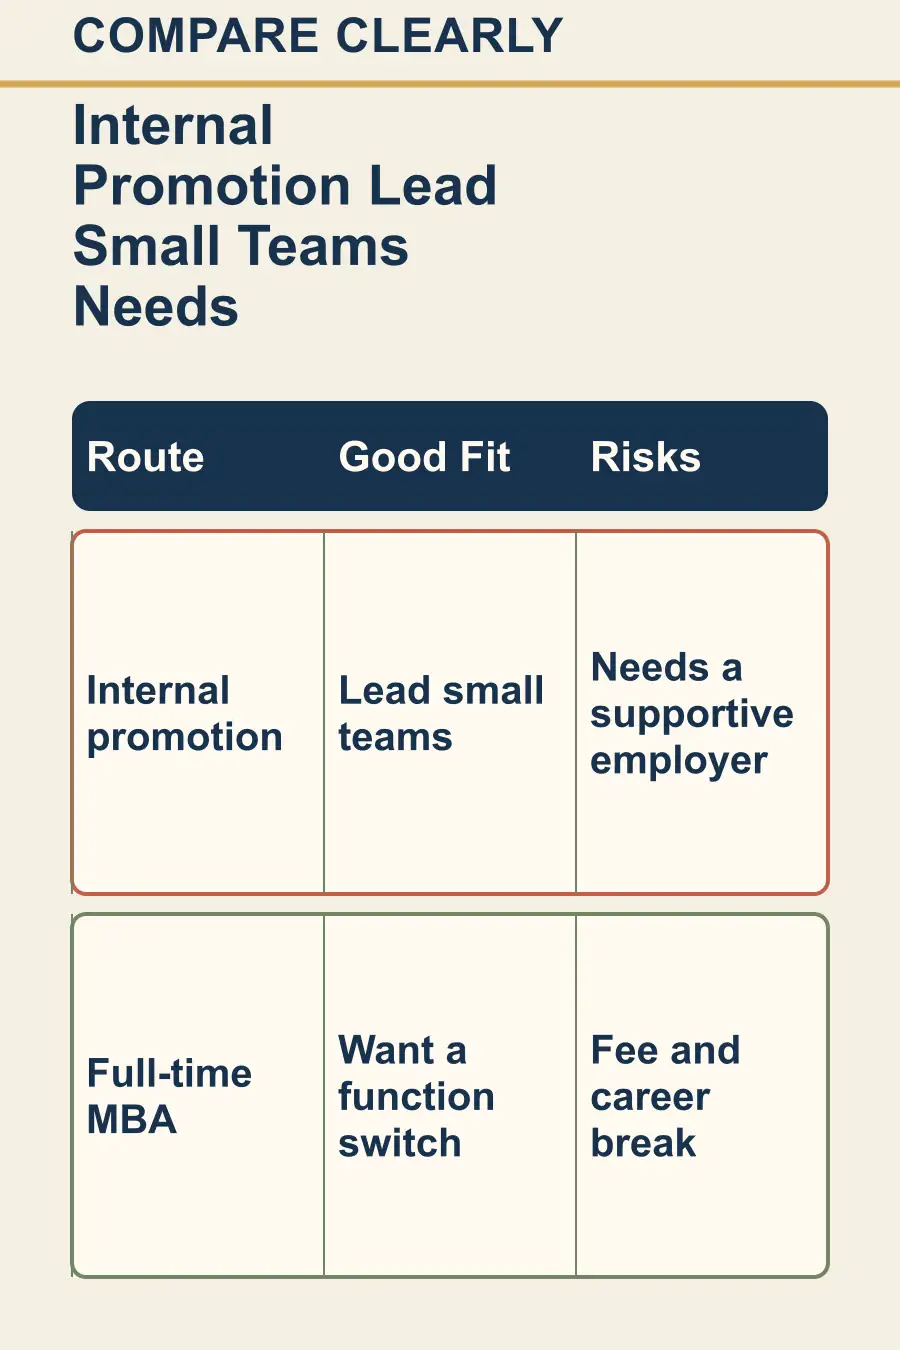 COMPARE CLEARLY
Internal
Promotion Lead
Small Teams
Needs
Route Good Fit Risks
Internal
promotion
Lead small
teams
Needs a
supportive
employer
Full-time
MBA
Want a
function
switch
Fee and
career
break